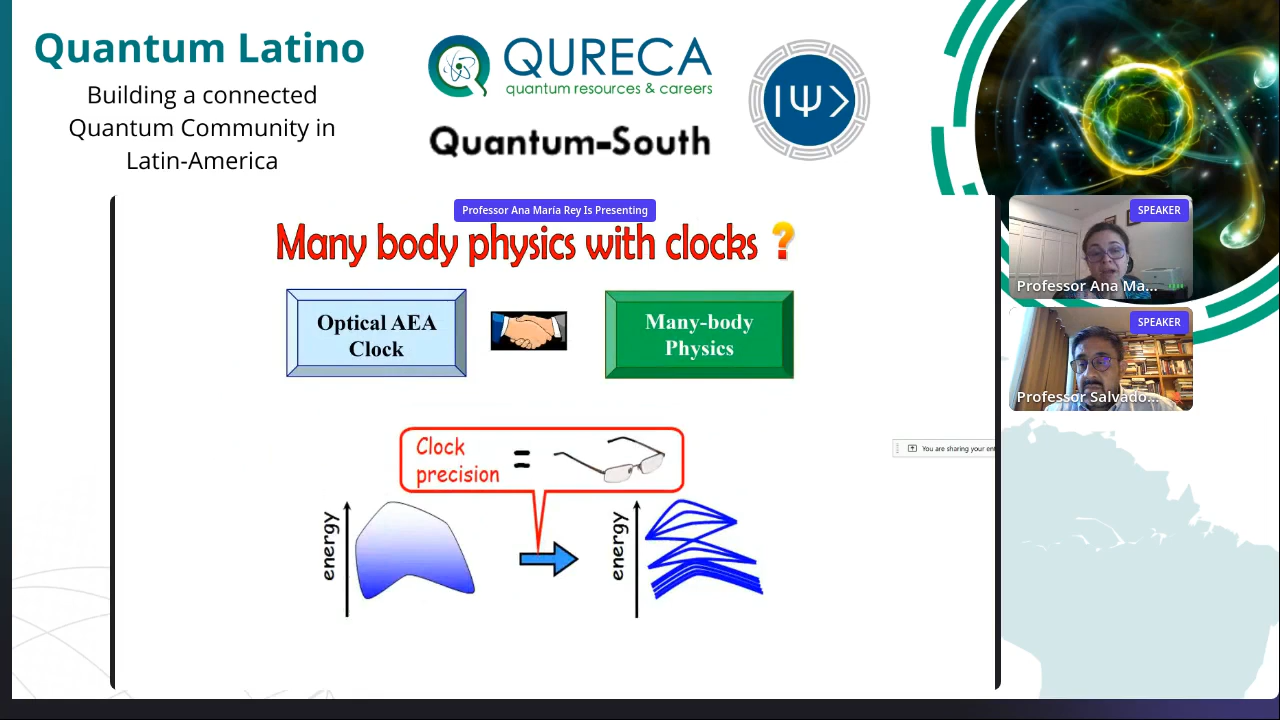 Quantum Latino
Building a connected
Quantum Community in
Latin-America
QURECA
quantum resources & careers
Quantum-South
|Ψ>
Professor Ana María Rey Is Presenting
Many body physics with clocks ?
Optical AEA
Clock
Many-body
Physics
Clock
precision
=
energy
energy
You are sharing your ent
SPEAKER
Professor Ana Ma...
SPEAKER
Professor Salvado...